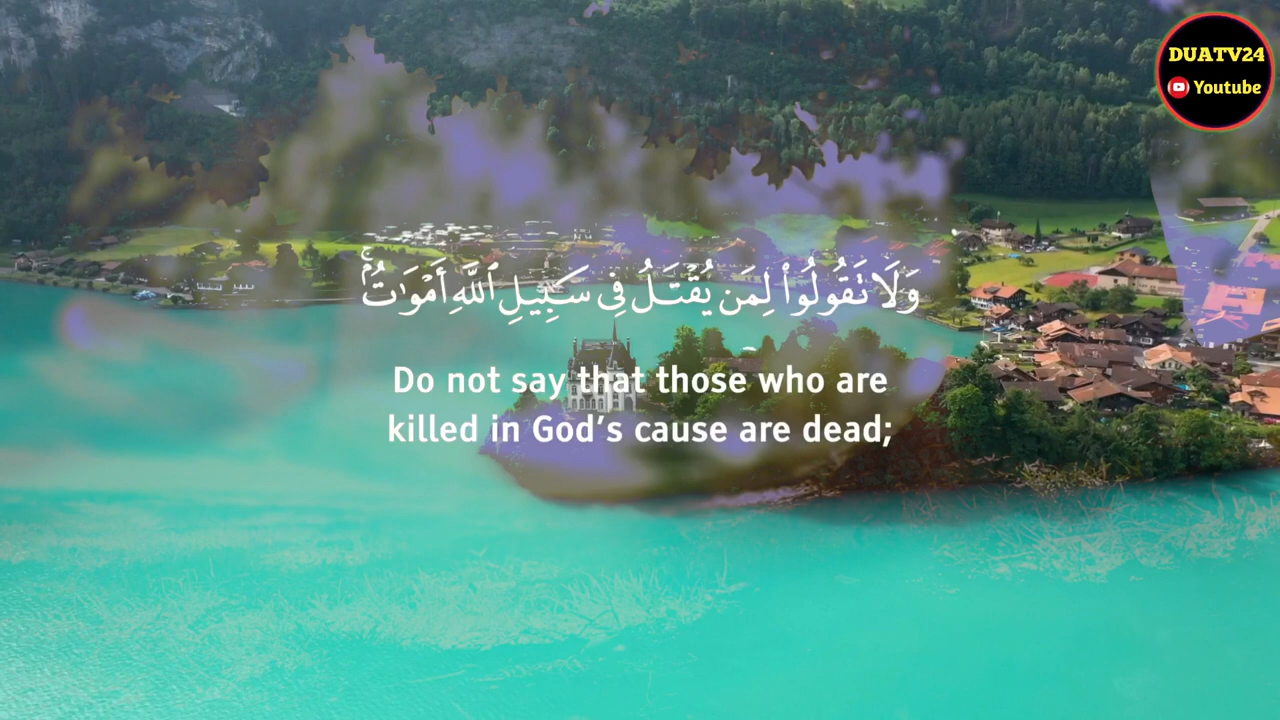 DUATV24
Youtube
وَلَا تَقُولُوا۟ لِمَن يُقْتَلُ فِى سَبِيلِ ٱللَّهِ أَمْوَٰتٌۢ ۚ
Do not say that those who are
killed in God’s cause are dead;